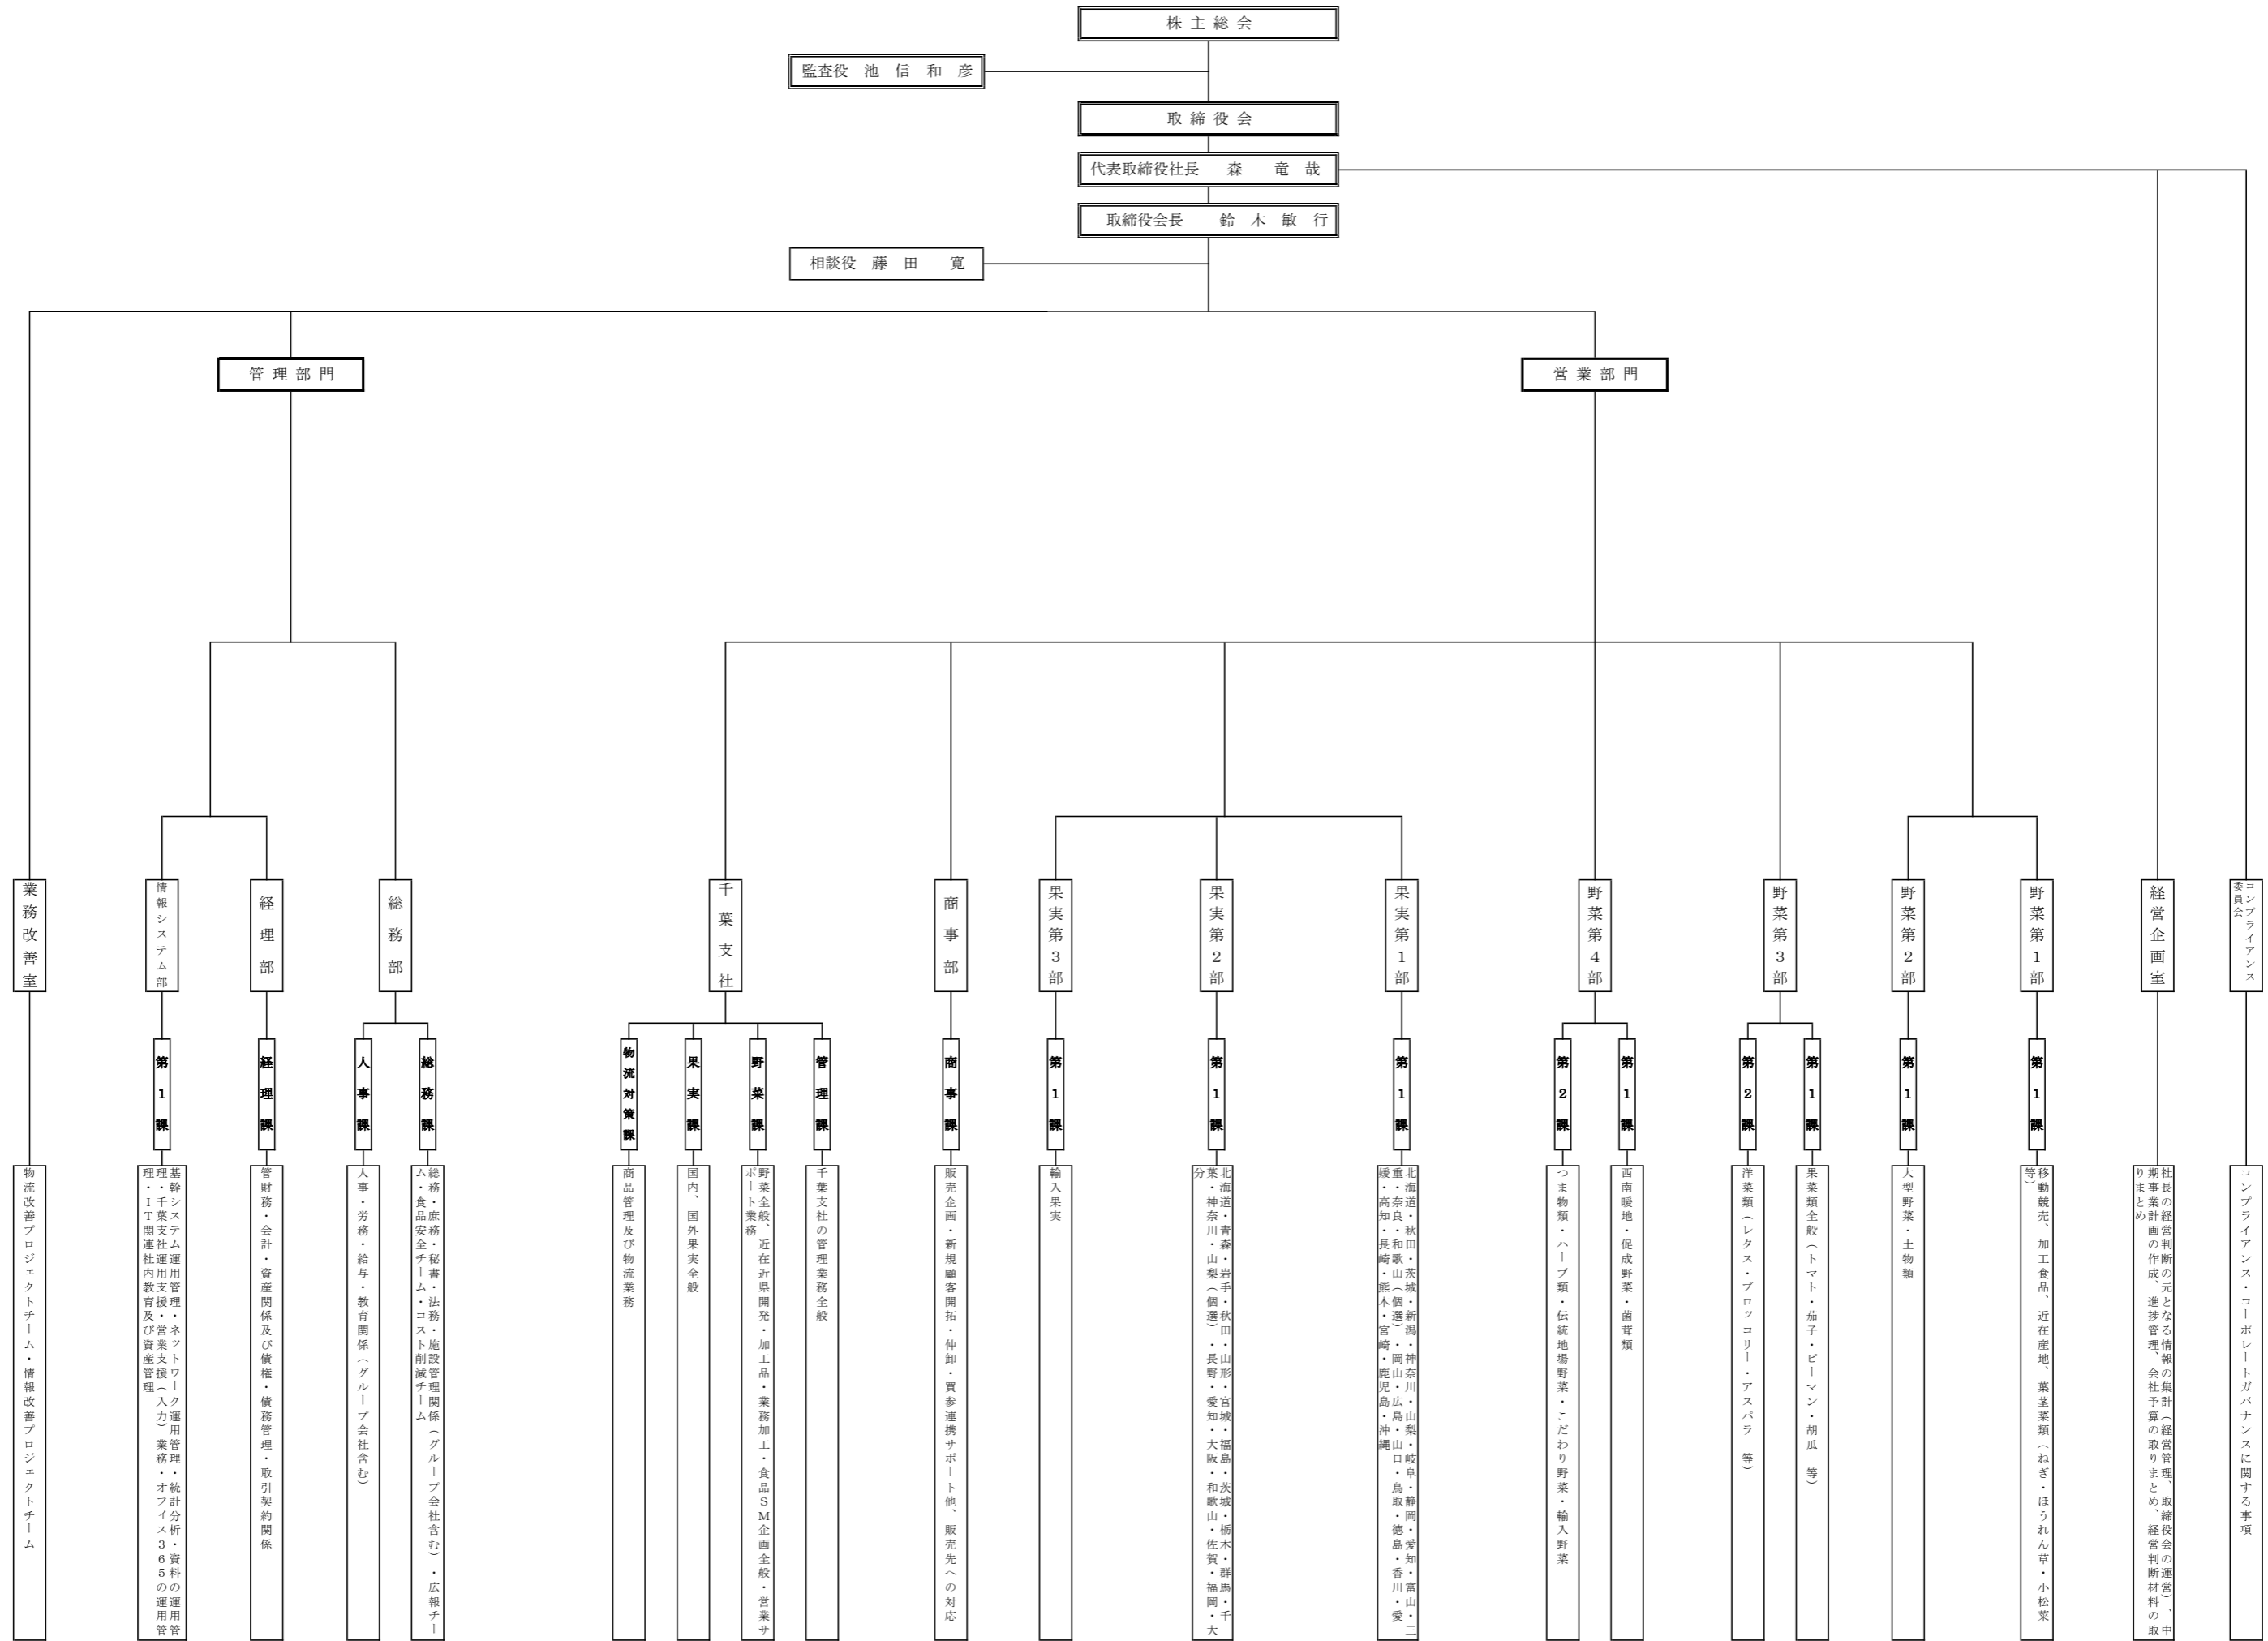 株主総会
監査役　池　信　和　彦
取締役会
代表取締役社長　森　竜　哉
取締役会長　鈴　木　敏　行
相談役　藤　田　寛
管理部門
営業部門
業務改善室
情報システム部
経理部
総務部
千葉支社
商事部
果実第3部
果実第2部
果実第1部
野菜第4部
野菜第3部
野菜第2部
野菜第1部
経営企画室
コンプライアンス
委員会
第1課
経理課
人事課
総務課
物流対策課
果実課
野菜課
管理課
商事課
第1課
第1課
第1課
第2課
第1課
第2課
第1課
第1課
第1課
物流改善プロジェクトチーム・情報改善プロジェクトチーム
基幹システム運用管理・ネットワーク運用管理・統計分析・資料の運用管
理・千葉支社運用支援・営業支援（入力）業務・オフィス365の運用管
理・IT関連社内教育及び資産管理
管財務・会計・資産関係及び債権・債務管理・取引契約関係
人事・労務・給与・教育関係（グループ会社含む）
総務・庶務・秘書・法務・施設管理関係（グループ会社含む）・広報チー
ム・食品安全チーム・コスト削減チーム
商品管理及び物流業務
国内、国外果実全般
野菜全般、近在近県開発・加工品・業務加工・食品SM企画全般・営業サ
ポート業務
千葉支社の管理業務全般
販売企画・新規顧客開拓・仲卸・買参連携サポート他、販売先への対応
輸入果実
北海道・青森・岩手・秋田・山形・宮城・福島・茨城・栃木・群馬・千
葉・神奈川・山梨（個選）・長野・愛知・大阪・和歌山・佐賀・福岡・大
分
北海道・秋田・茨城・新潟・神奈川・山梨・岐阜・静岡・愛知・富山・三
重・奈良・和歌山（個選）・岡山・広島・山口・鳥取・徳島・香川・愛
媛・高知・長崎・熊本・宮崎・鹿児島・沖縄
つま物類・ハーブ類・伝統地場野菜・こだわり野菜・輸入野菜
西南暖地・促成野菜・菌茸類
洋菜類（レタス・ブロッコリー・アスパラ　等）
果菜類全般（トマト・茄子・ピーマン・胡瓜　等）
大型野菜・土物類
移動競売、加工食品、近在産地、葉茎菜類（ねぎ・ほうれん草・小松菜
等）
社長の経営判断の元となる情報の集計（経営管理、取締役会の運営）、中
期事業計画の作成、進捗管理、会社予算の取りまとめ、経営判断材料の取
りまとめ
コンプライアンス・コーポレートガバナンスに関する事項